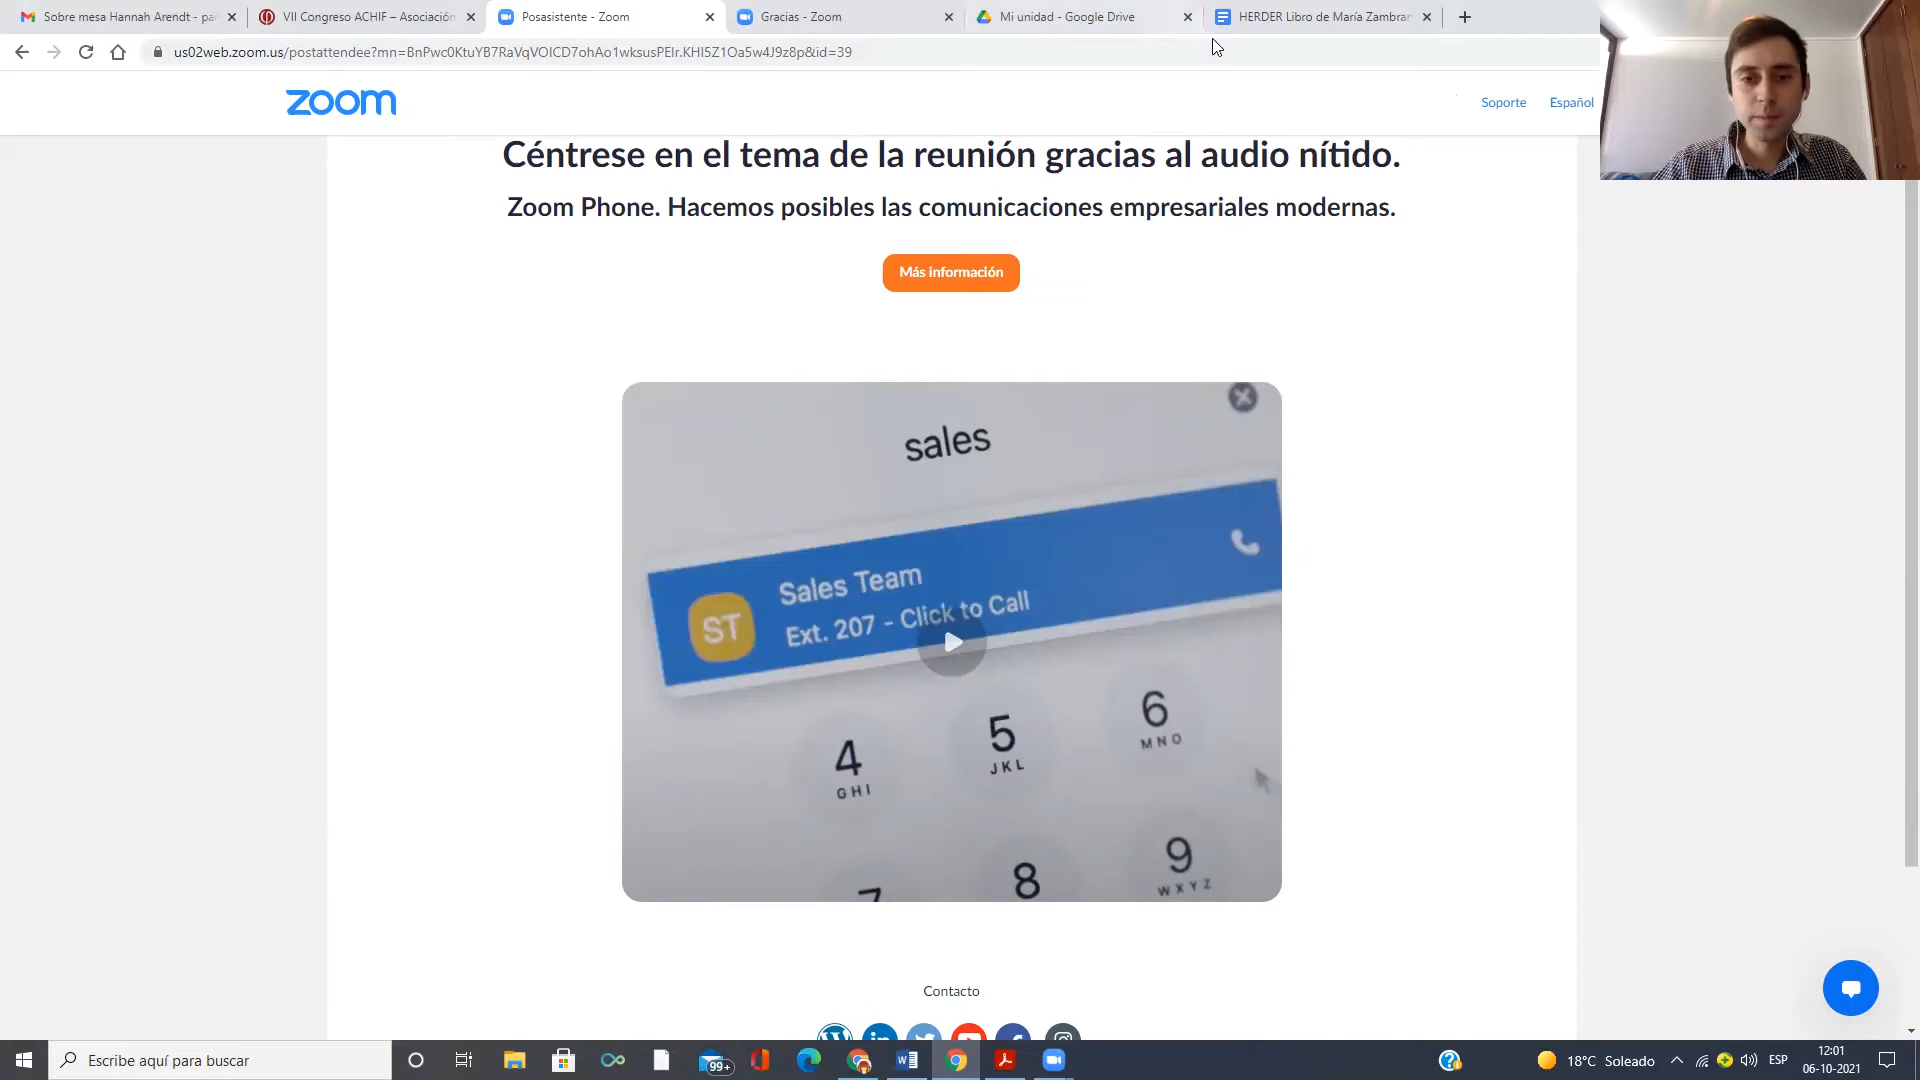 Sobre mesa Hannah Arendt - pa
VII Congreso ACHIF – Asociación
Posasistente - Zoom
Gracias - Zoom
Mi unidad - Google Drive
HERDER Libro de María Zambran
us02web.zoom.us/postattendee?mn=BnPwc0KtuYB7RaVqVOICD7ohAo1wksusPEIr.KHI5Z1Oa5w4J9z8p&id=39
zoom
Soporte
Español
Céntrese en el tema de la reunión gracias al audio nítido.
Zoom Phone. Hacemos posibles las comunicaciones empresariales modernas.
Más información
sales
ST
Sales Team
Ext. 207 - Click to Call
4
GHI
5
JKL
6
MNO
7
8
9
WXYZ
Contacto
Escribe aquí para buscar
99+
18°C Soleado
ESP
12:01
06-10-2021